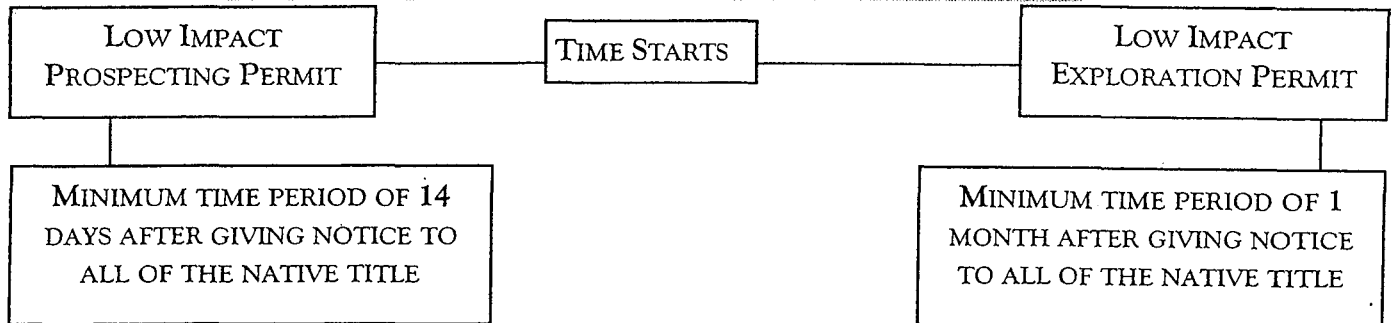 LOW IMPACT
PROSPECTING PERMIT
TIME STARTS
LOW IMPACT
EXPLORATION PERMIT
MINIMUM TIME PERIOD OF 14
DAYS AFTER GIVING NOTICE TO
ALL OF THE NATIVE TITLE
MINIMUM TIME PERIOD OF 1
MONTH AFTER GIVING NOTICE
TO ALL OF THE NATIVE TITLE